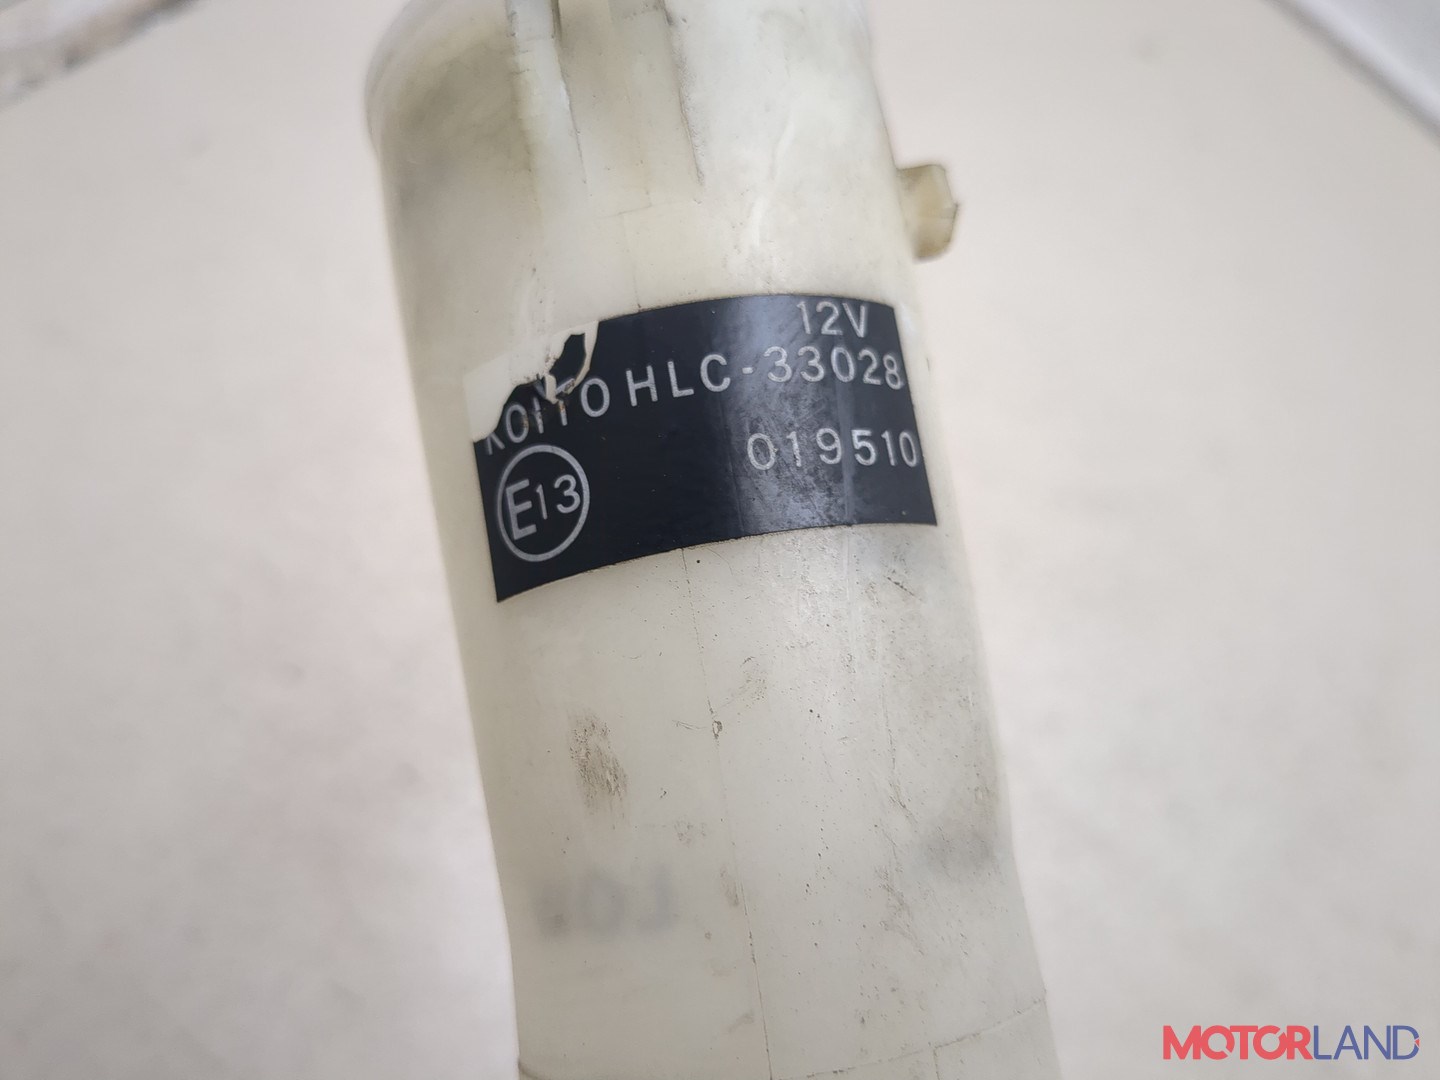 12V
KOITO HLC-33028
019510
E13
MOTORLAND